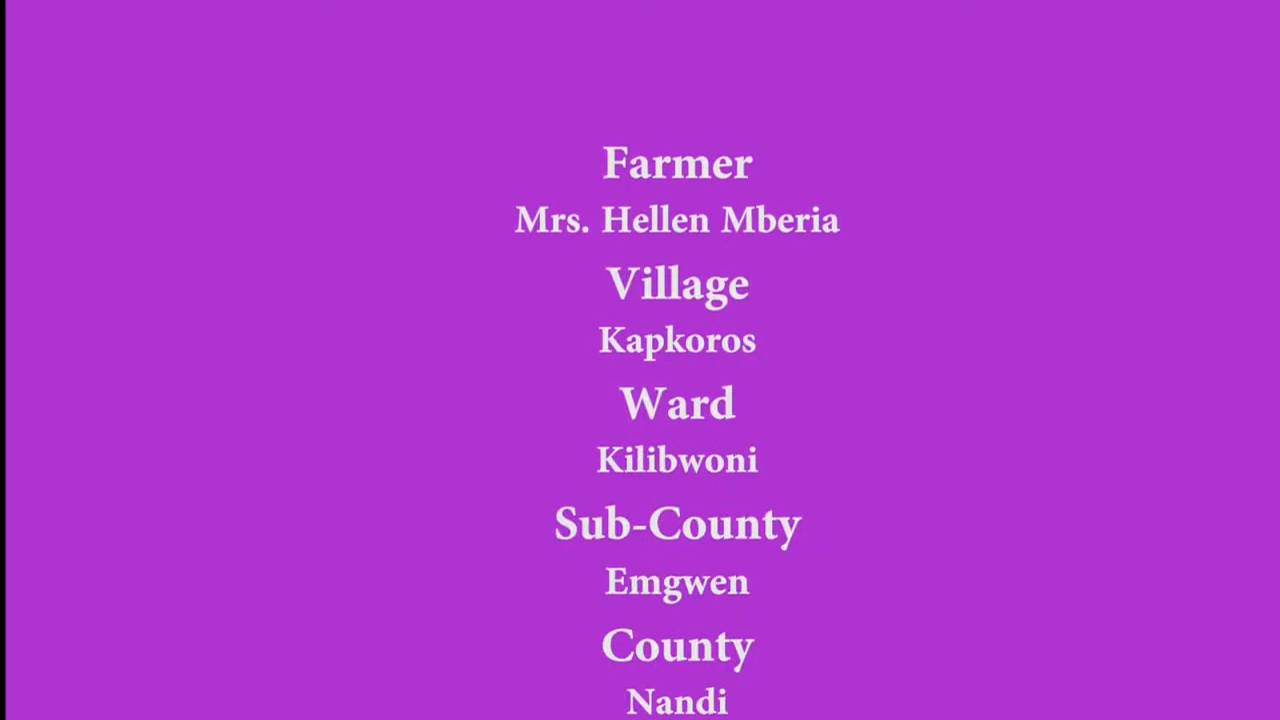 Farmer
Mrs. Hellen Mberia
Village
Kapkoros
Ward
Kilibwoni
Sub-County
Emgwen
County
Nandi